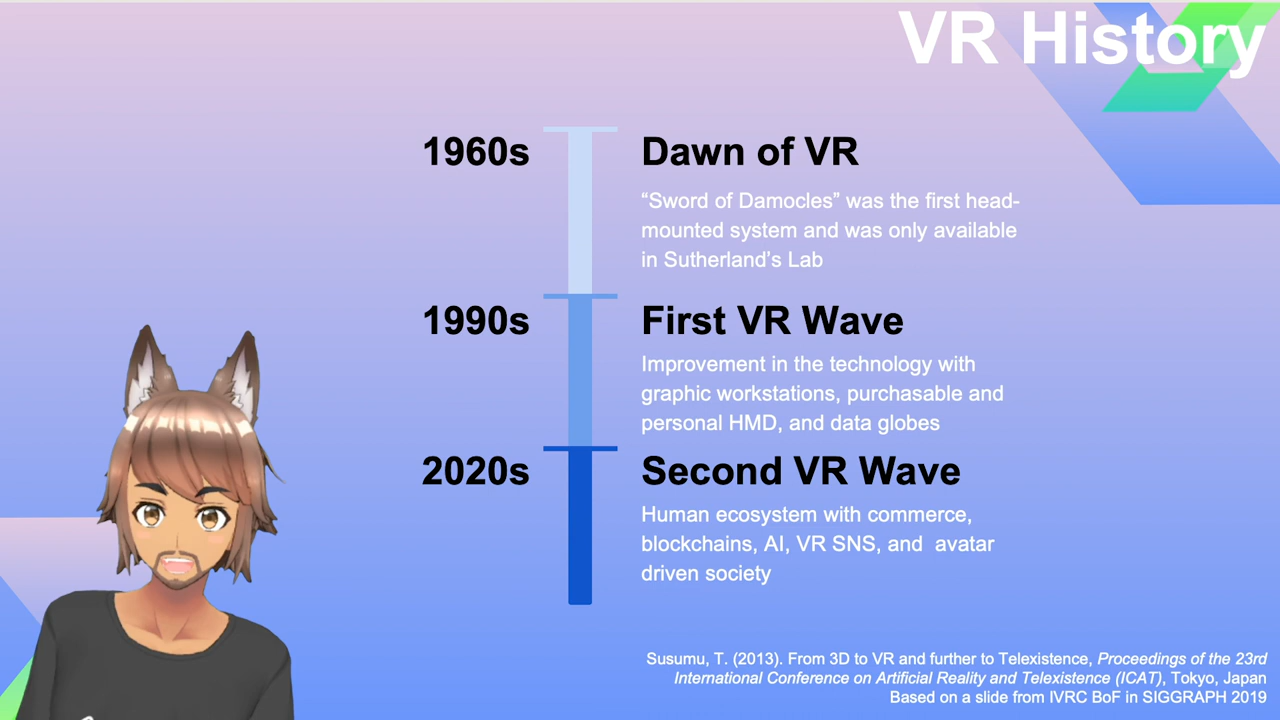 VR History
1960s
Dawn of VR
“Sword of Damocles” was the first head-
mounted system and was only available
in Sutherland’s Lab
1990s
First VR Wave
Improvement in the technology with
graphic workstations, purchasable and
personal HMD, and data globes
2020s
Second VR Wave
Human ecosystem with commerce,
blockchains, AI, VR SNS, and avatar
driven society
Susumu, T. (2013). From 3D to VR and further to Telexistence, Proceedings of the 23rd
International Conference on Artificial Reality and Telexistence (ICAT), Tokyo, Japan
Based on a slide from IVRC BoF in SIGGRAPH 2019